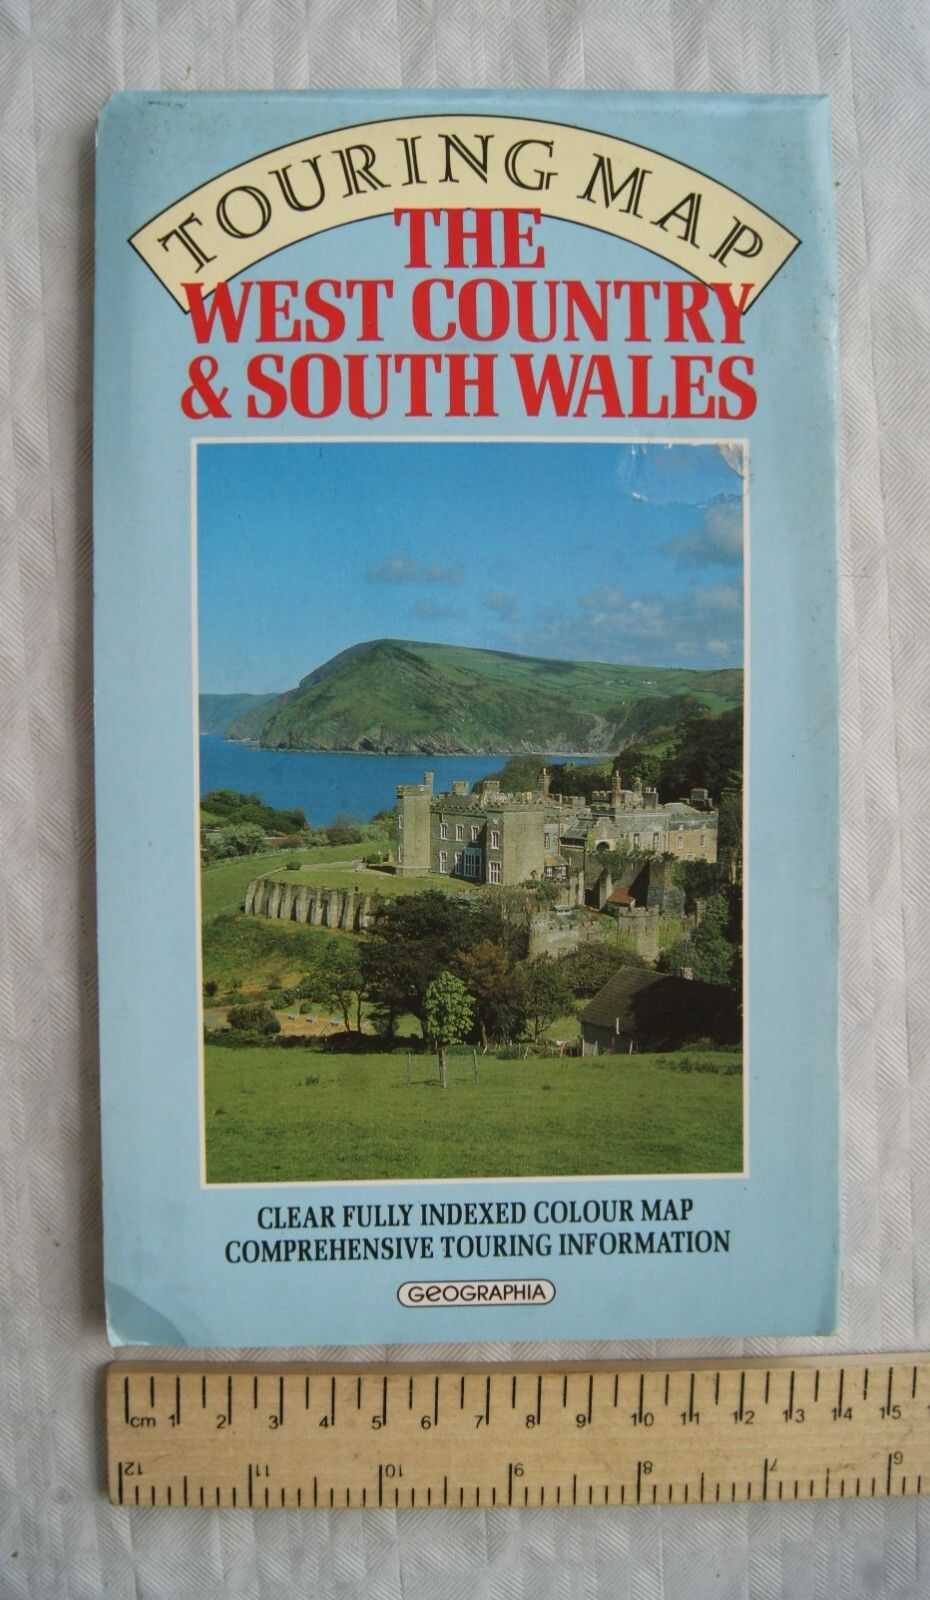 TOURING MAP
THE
WEST COUNTRY
& SOUTH WALES
CLEAR FULLY INDEXED COLOUR MAP
COMPREHENSIVE TOURING INFORMATION
GEOGRAPHIA
cm 1 2 3 4 5 6 7 8 9 10 11 12 13 14 15
12 11 10 9 8 7 6